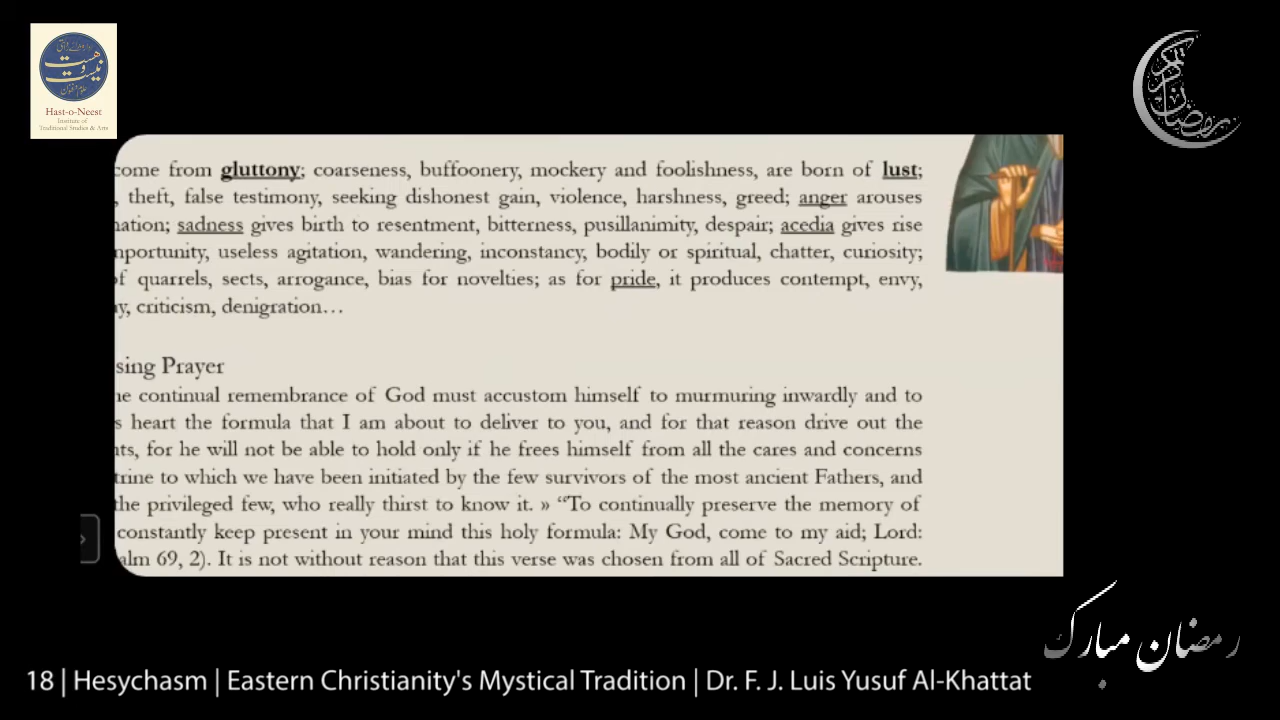 هست
و
نیست
Hast-o-Neest
Institute of
Traditional Studies & Arts
come from gluttony; coarseness, buffoonery, mockery and foolishness, are born of lust;
, theft, false testimony, seeking dishonest gain, violence, harshness, greed; anger arouses
nation; sadness gives birth to resentment, bitterness, pusillanimity, despair; acedia gives rise
nportunity, useless agitation, wandering, inconstancy, bodily or spiritual, chatter, curiosity;
of quarrels, sects, arrogance, bias for novelties; as for pride, it produces contempt, envy,
y, criticism, denigration…
sing Prayer
he continual remembrance of God must accustom himself to murmuring inwardly and to
s heart the formula that I am about to deliver to you, and for that reason drive out the
nts, for he will not be able to hold only if he frees himself from all the cares and concerns
trine to which we have been initiated by the few survivors of the most ancient Fathers, and
the privileged few, who really thirst to know it. » “To continually preserve the memory of
constantly keep present in your mind this holy formula: My God, come to my aid; Lord:
alm 69, 2). It is not without reason that this verse was chosen from all of Sacred Scripture.
رمضان مبارک
18 | Hesychasm | Eastern Christianity's Mystical Tradition | Dr. F. J. Luis Yusuf Al-Khattat